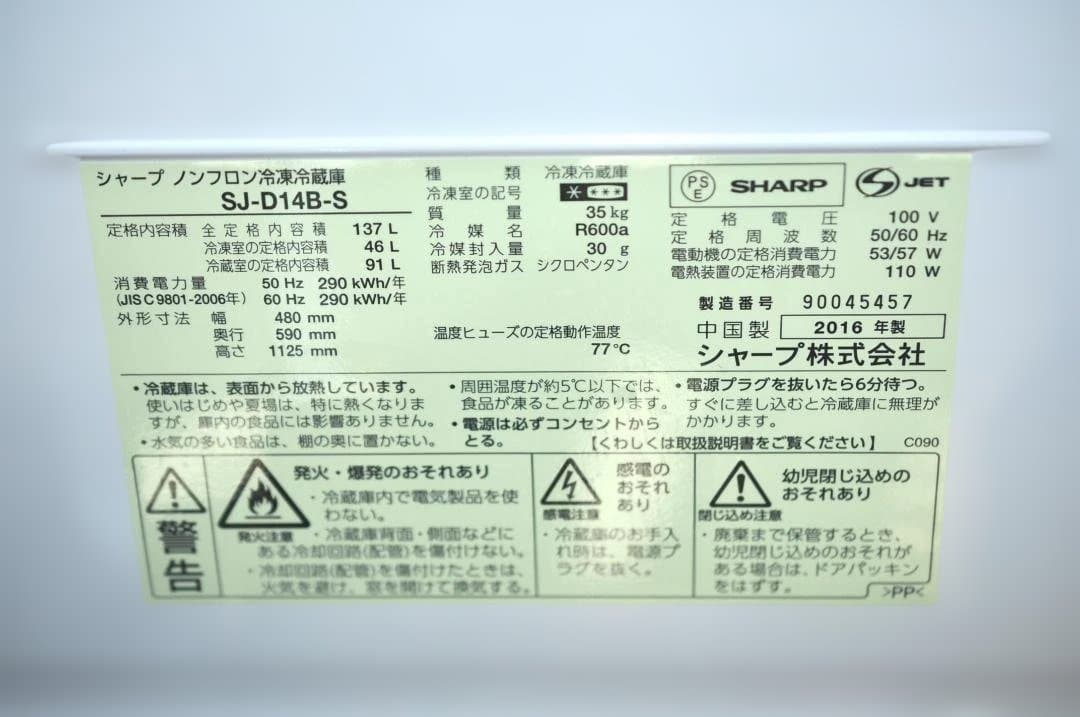 シャープ ノンフロン冷凍冷蔵庫
SJ-D14B-S
定格内容積 全定格内容積 137 L
冷凍室の定格内容積 46 L
冷蔵室の定格内容積 91 L
消費電力量 50 Hz 290 kWh/年
(JIS C 9801-2006年) 60 Hz 290 kWh/年
外形寸法 幅 480 mm
奥行 590 mm
高さ 1125 mm
種類 冷凍冷蔵庫
冷凍室の記号
質量 35 kg
冷媒名 R600a
冷媒封入量 30 g
断熱発泡ガス シクロペンタン
温度ヒューズの定格動作温度
77℃
PSE SHARP JET
定格電圧 100 V
定格周波数 50/60 Hz
電動機の定格消費電力 53/57 W
電熱装置の定格消費電力 110 W
製造番号 90045457
中国製 2016 年製
シャープ株式会社
・冷蔵庫は、表面から放熱しています。
使いはじめや夏場は、特に熱くなりま
すが、庫内の食品には影響ありません。
・水気の多い食品は、棚の奥に置かない。
・周囲温度が約5℃以下では、
食品が凍ることがあります。
・電源は必ずコンセントから
とる。
・電源プラグを抜いたら6分待つ。
すぐに差し込むと冷蔵庫に無理が
かかります。
【くわしくは取扱説明書をご覧ください】 C090
警告
発火注意
発火・爆発のおそれあり
・冷蔵庫内で電気製品を使
わない。
・冷蔵庫背面・側面などに
ある冷却回路(配管)を傷付けない。
・冷却回路(配管)を傷付けたときは、
火気を避け、窓を開けて換気する。
感電注意
感電の
おそれ
あり
・冷蔵庫のお手入
れ時は、電源プ
ラグを抜く。
閉じ込め注意
幼児閉じ込めの
おそれあり
・廃棄まで保管するとき、
幼児閉じ込めのおそれが
ある場合は、ドアパッキン
をはずす。
>PP<